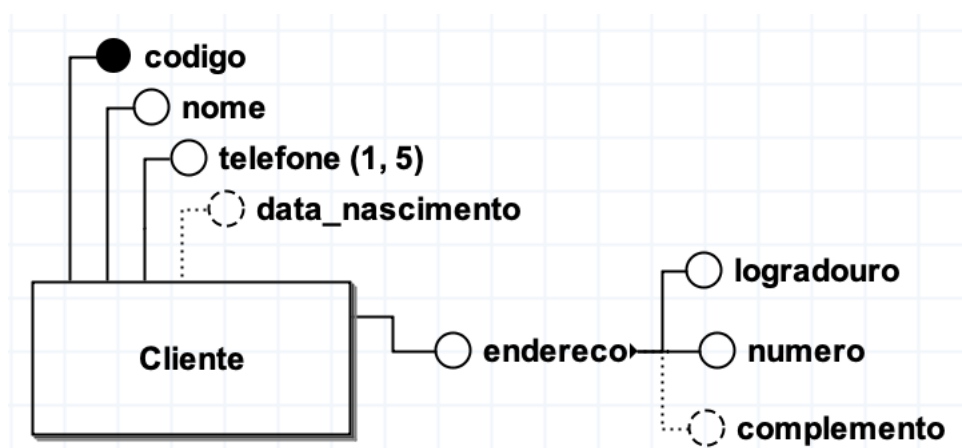 codigo
nome
telefone (1, 5)
data_nascimento
logradouro
Cliente
endereco
numero
complemento